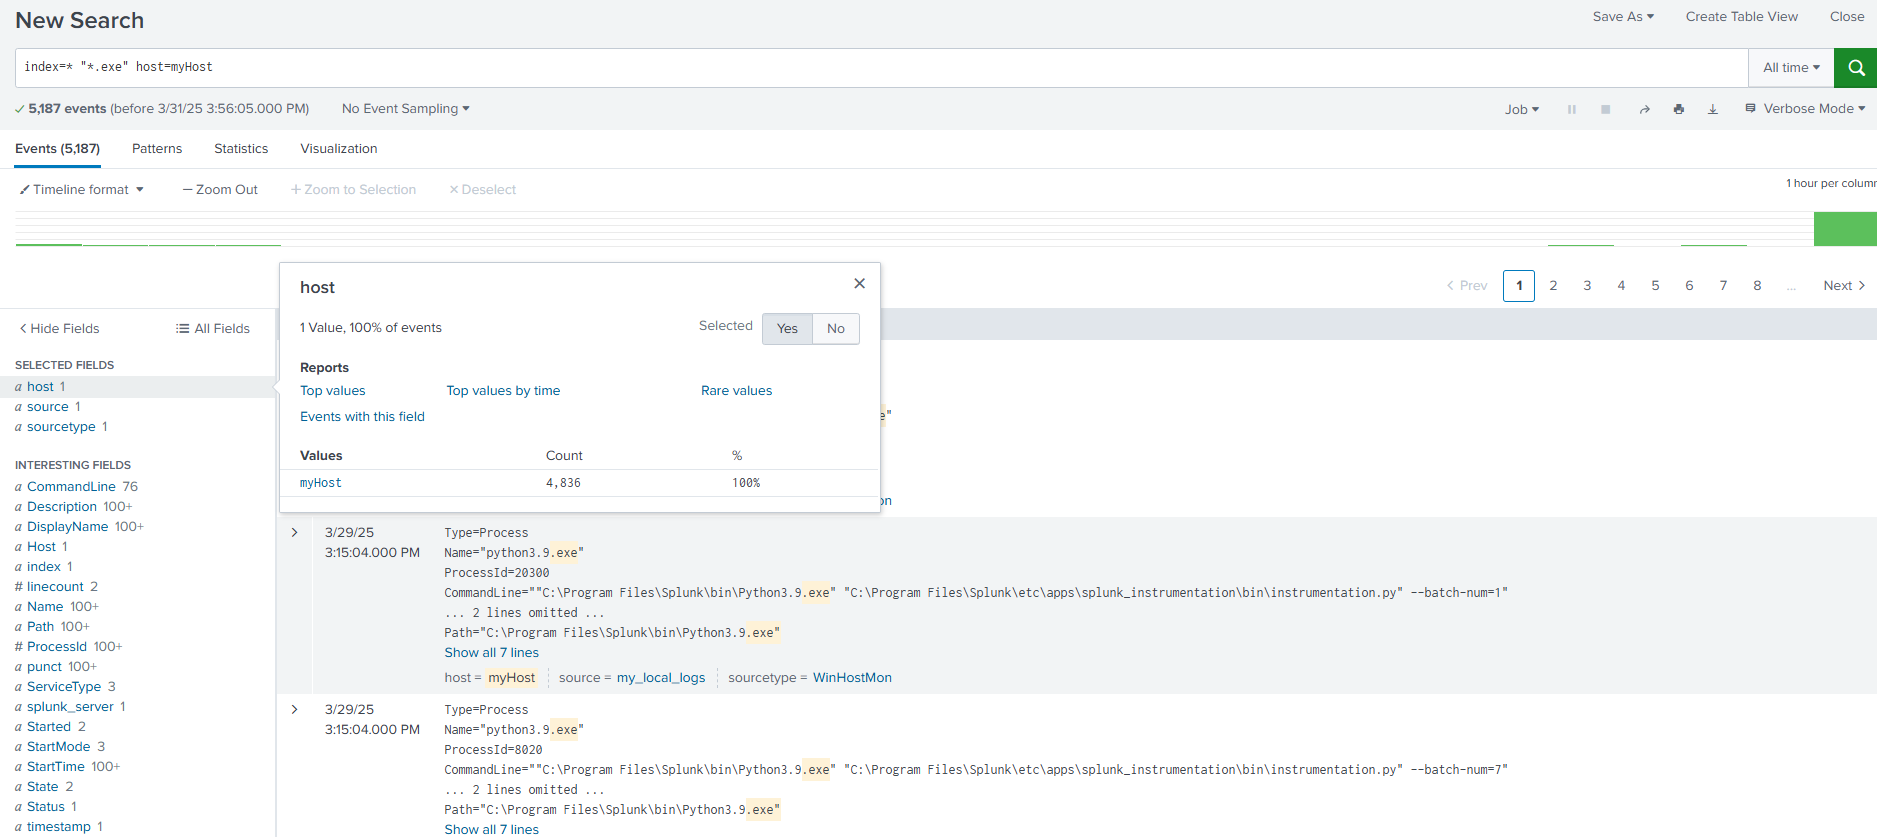 New Search
Save As
Create Table View
Close
index=* "*.exe" host=myHost
All time
5,187 events (before 3/31/25 3:56:05.000 PM)
No Event Sampling
Job
Verbose Mode
Events (5,187)
Patterns
Statistics
Visualization
Timeline format
Zoom Out
+ Zoom to Selection
× Deselect
1 hour per column
Prev
1
2
3
4
5
6
7
8
...
Next
Hide Fields
All Fields
SELECTED FIELDS
a host 1
a source 1
a sourcetype 1
INTERESTING FIELDS
a CommandLine 76
a Description 100+
a DisplayName 100+
a Host 1
a index 1
# linecount 2
a Name 100+
a Path 100+
# ProcessId 100+
a punct 100+
a ServiceType 3
a splunk_server 1
a Started 2
a StartMode 3
a StartTime 100+
a State 2
a Status 1
a timestamp 1
host
1 Value, 100% of events
Selected
Yes
No
Reports
Top values
Top values by time
Rare values
Events with this field
Values Count %
myHost 4,836 100%
e"
on
3/29/25
3:15:04.000 PM
Type=Process
Name="python3.9.exe"
ProcessId=20300
CommandLine=""C:\Program Files\Splunk\bin\Python3.9.exe" "C:\Program Files\Splunk\etc\apps\splunk_instrumentation\bin\instrumentation.py" --batch-num=1"
... 2 lines omitted ...
Path="C:\Program Files\Splunk\bin\Python3.9.exe"
Show all 7 lines
host = myHost source = my_local_logs sourcetype = WinHostMon
3/29/25
3:15:04.000 PM
Type=Process
Name="python3.9.exe"
ProcessId=8020
CommandLine=""C:\Program Files\Splunk\bin\Python3.9.exe" "C:\Program Files\Splunk\etc\apps\splunk_instrumentation\bin\instrumentation.py" --batch-num=7"
... 2 lines omitted ...
Path="C:\Program Files\Splunk\bin\Python3.9.exe"
Show all 7 lines